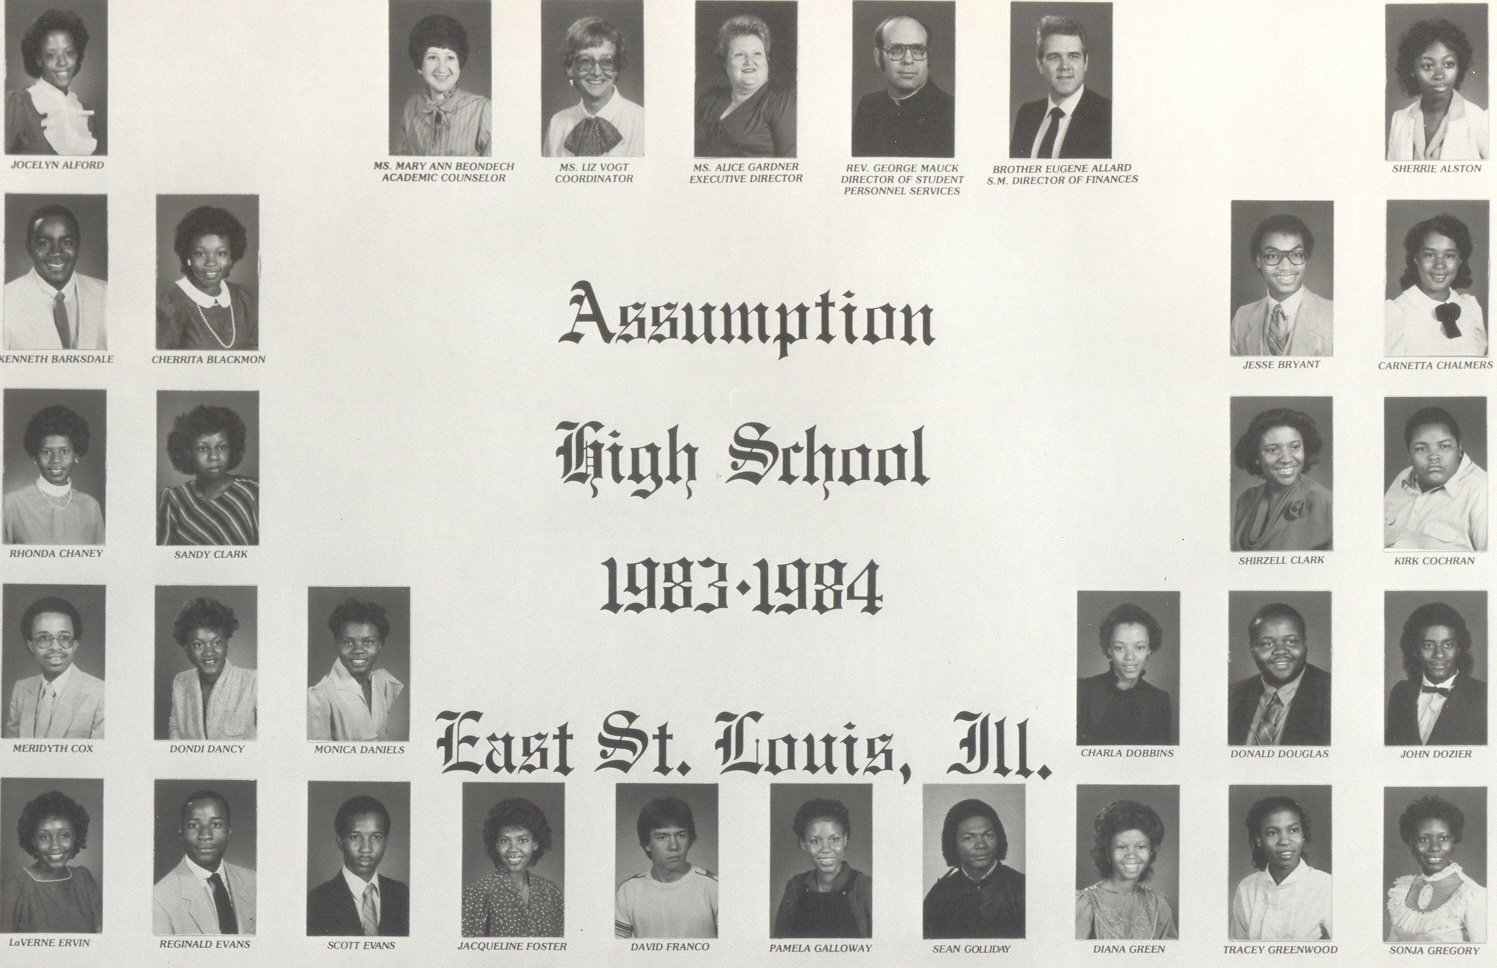 JOCELYN ALFORD
MS. MARY ANN BEONDECH
ACADEMIC COUNSELOR
MS. LIZ VOGT
COORDINATOR
MS. ALICE GARDNER
EXECUTIVE DIRECTOR
REV. GEORGE MAUCK
DIRECTOR OF STUDENT
PERSONNEL SERVICES
BROTHER EUGENE ALLARD
S.M. DIRECTOR OF FINANCES
SHERRIE ALSTON
KENNETH BARKSDALE
CHERRITA BLACKMON
JESSE BRYANT
CARNETTA CHALMERS
Assumption
High School
1983·1984
East St. Louis, Ill.
RHONDA CHANEY
SANDY CLARK
SHIRZELL CLARK
KIRK COCHRAN
MERIDYTH COX
DONDI DANCY
MONICA DANIELS
CHARLA DOBBINS
DONALD DOUGLAS
JOHN DOZIER
LaVERNE ERVIN
REGINALD EVANS
SCOTT EVANS
JACQUELINE FOSTER
DAVID FRANCO
PAMELA GALLOWAY
SEAN GOLLIDAY
DIANA GREEN
TRACEY GREENWOOD
SONJA GREGORY